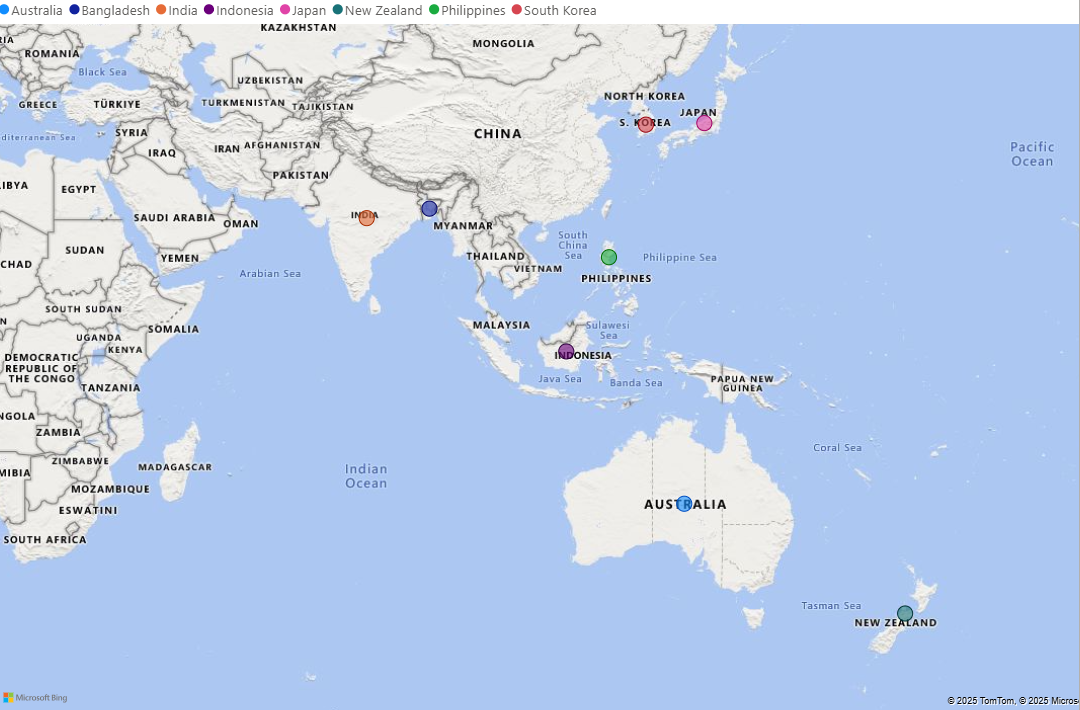 Australia Bangladesh India Indonesia Japan New Zealand Philippines South Korea
KAZAKHSTAN
RIA
MONGOLIA
ROMANIA
Black Sea
UZBEKISTAN
NORTH KOREA
GREECE
TÜRKIYE
TURKMENISTAN
TAJIKISTAN
JAPAN
S. KOREA
SYRIA
CHINA
diterranean Sea
IRAQ
IRAN
AFGHANISTAN
Pacific
Ocean
PAKISTAN
IBYA
EGYPT
SAUDI ARABIA
OMAN
INDIA
MYANMAR
SUDAN
YEMEN
South
China
Sea
THAILAND
Philippine Sea
CHAD
VIETNAM
Arabian Sea
PHILIPPINES
SOUTH SUDAN
N
SOMALIA
MALAYSIA
Sulawesi
Sea
UGANDA
KENYA
DEMOCRATIC
REPUBLIC OF
THE CONGO
INDONESIA
Java Sea
Banda Sea
PAPUA NEW
GUINEA
TANZANIA
NGOLA
ZAMBIA
Coral Sea
ZIMBABWE
MADAGASCAR
MIBIA
Indian
Ocean
MOZAMBIQUE
ESWATINI
AUSTRALIA
SOUTH AFRICA
Tasman Sea
NEW ZEALAND
Microsoft Bing
© 2025 TomTom, © 2025 Micros